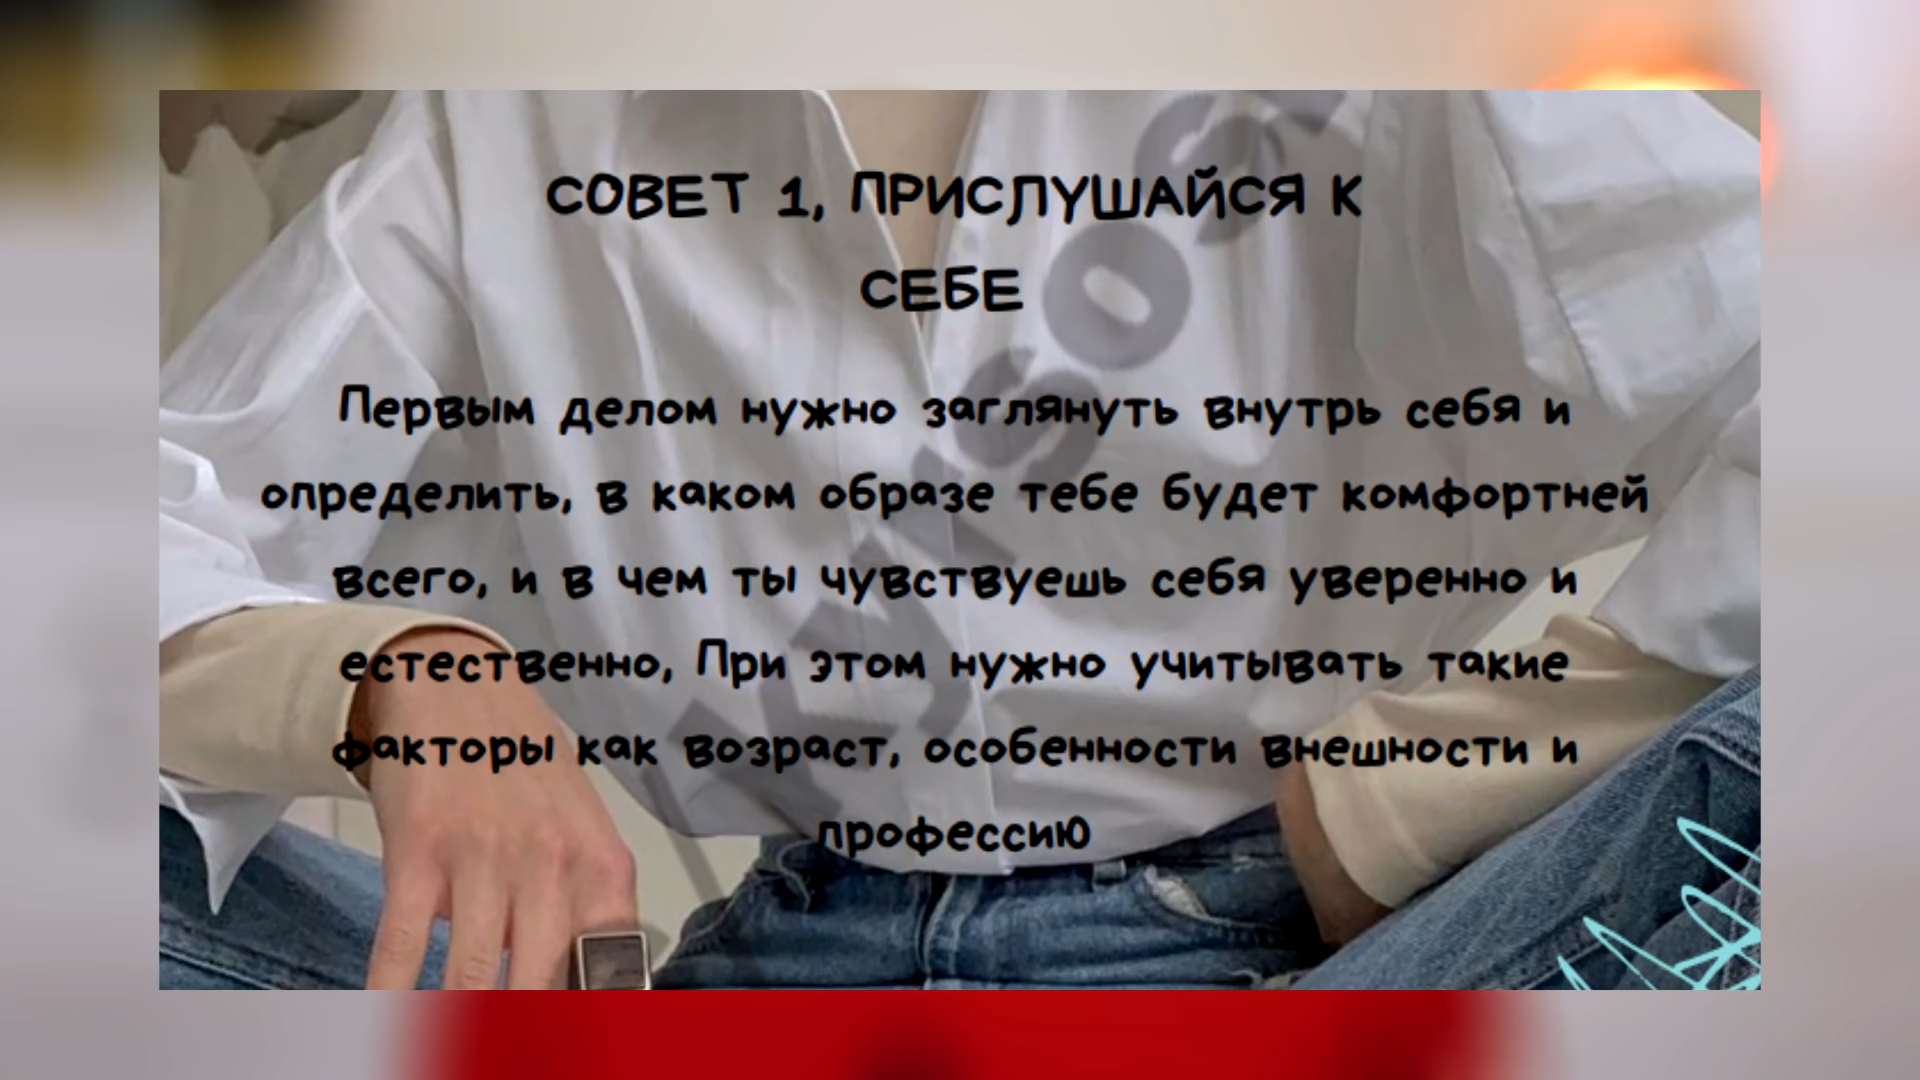 СОВЕТ 1, ПРИСЛУШАЙСЯ К
СЕБЕ
Первым делом нужно заглянуть внутрь себя и
определить, в каком образе тебе будет комфортней
всего, и в чем ты чувствуешь себя уверенно и
естественно, При этом нужно учитывать такие
факторы как возраст, особенности внешности и
профессию